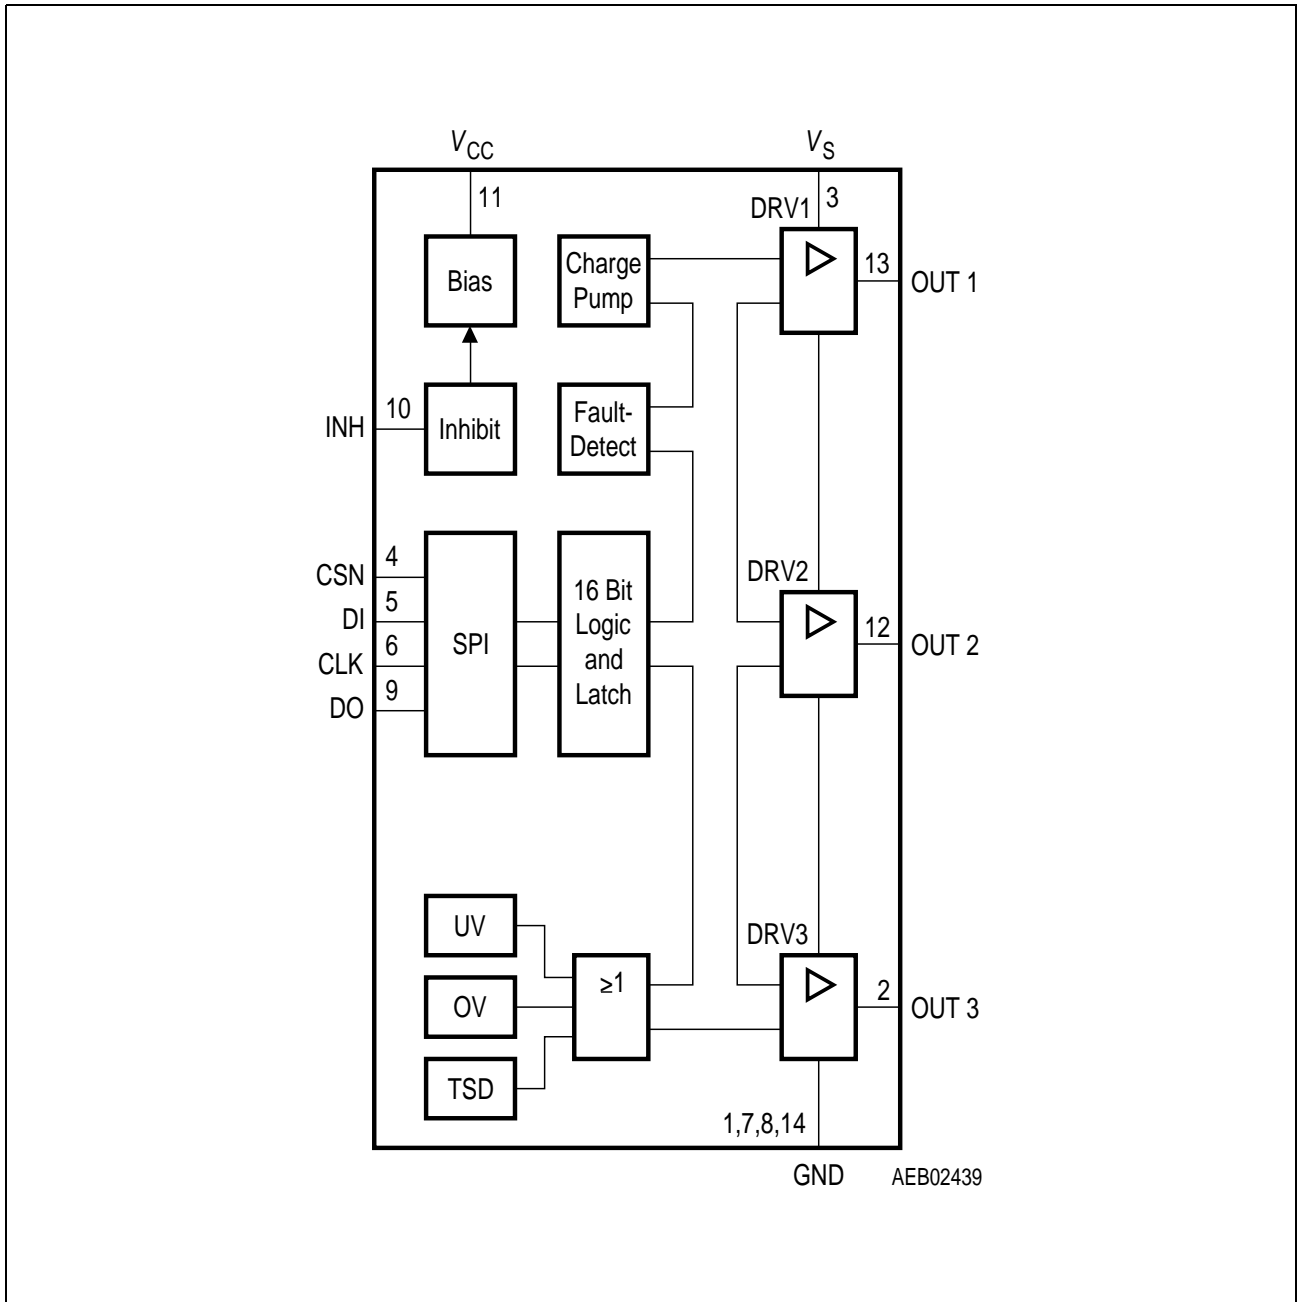 VCC
VS
11
3
DRV1
Bias
Charge
Pump
13
OUT 1
INH
10
Inhibit
Fault-
Detect
CSN
4
DI
5
CLK
6
DO
9
SPI
16 Bit
Logic
and
Latch
DRV2
12
OUT 2
UV
OV
TSD
≥1
DRV3
2
OUT 3
1,7,8,14
GND
AEB02439